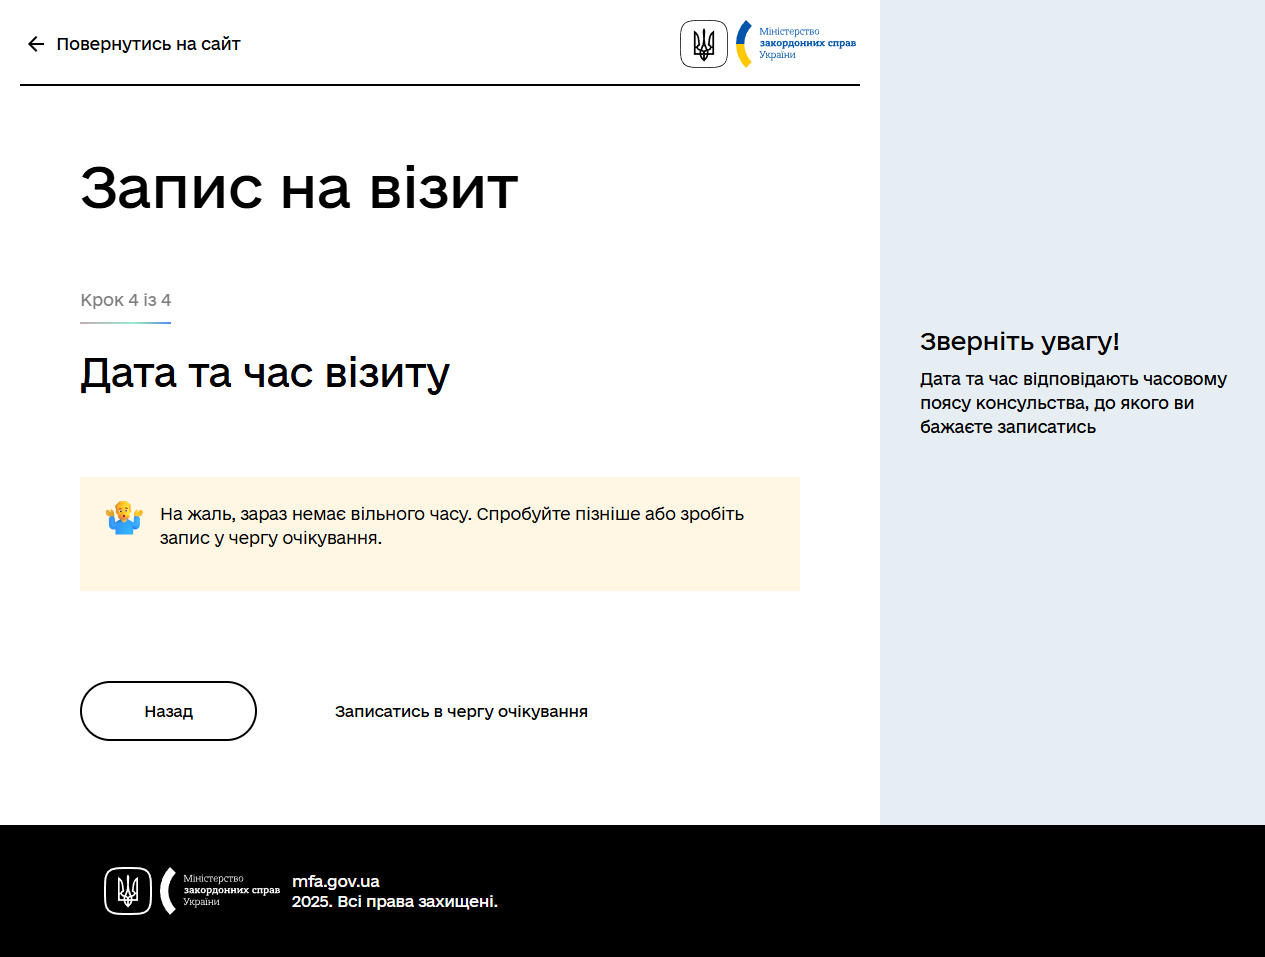 Повернутись на сайт
Міністерство
закордонних справ
України
Запис на візит
Крок 4 із 4
Дата та час візиту
На жаль, зараз немає вільного часу. Спробуйте пізніше або зробіть
запис у чергу очікування.
Назад
Записатись в чергу очікування
Зверніть увагу!
Дата та час відповідають часовому
поясу консульства, до якого ви
бажаєте записатись
Міністерство
закордонних справ
України
mfa.gov.ua
2025. Всі права захищені.